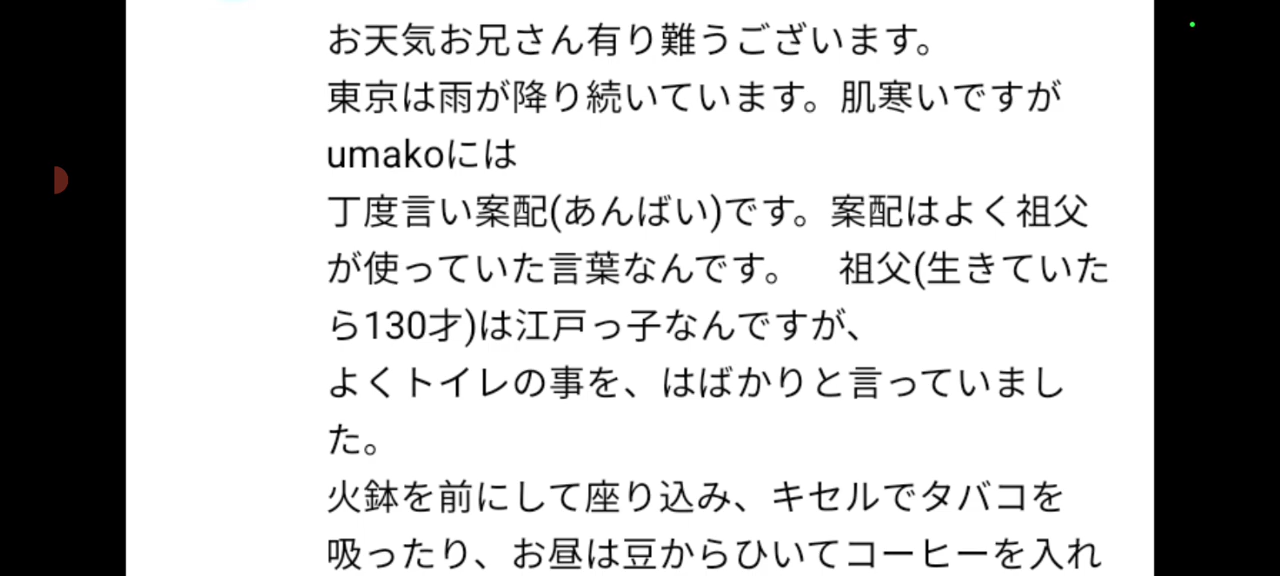 お天気お兄さん有り難うございます。
東京は雨が降り続いています。肌寒いですが
umakoには
丁度言い案配(あんばい)です。案配はよく祖父
が使っていた言葉なんです。　祖父(生きていた
ら130才)は江戸っ子なんですが、
よくトイレの事を、はばかりと言っていまし
た。
火鉢を前にして座り込み、キセルでタバコを
吸ったり、お昼は豆からひいてコーヒーを入れ